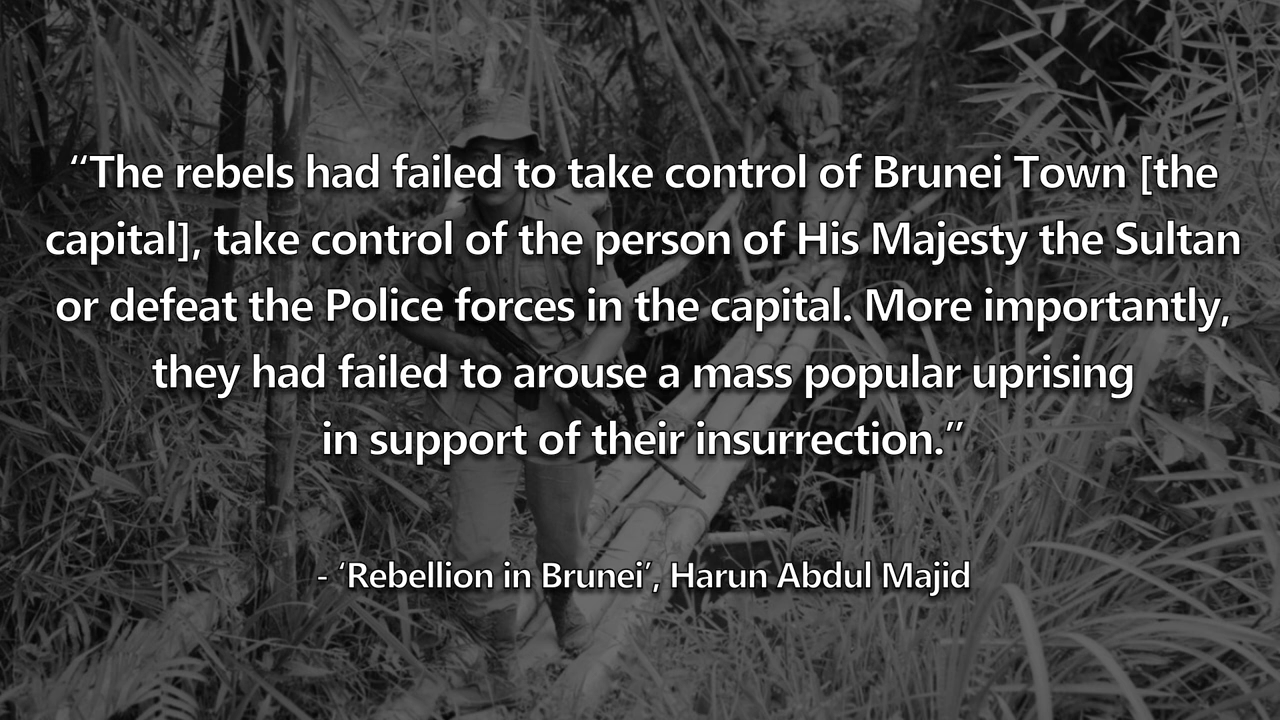 “The rebels had failed to take control of Brunei Town [the
capital], take control of the person of His Majesty the Sultan
or defeat the Police forces in the capital. More importantly,
they had failed to arouse a mass popular uprising
in support of their insurrection.”
- ‘Rebellion in Brunei’, Harun Abdul Majid